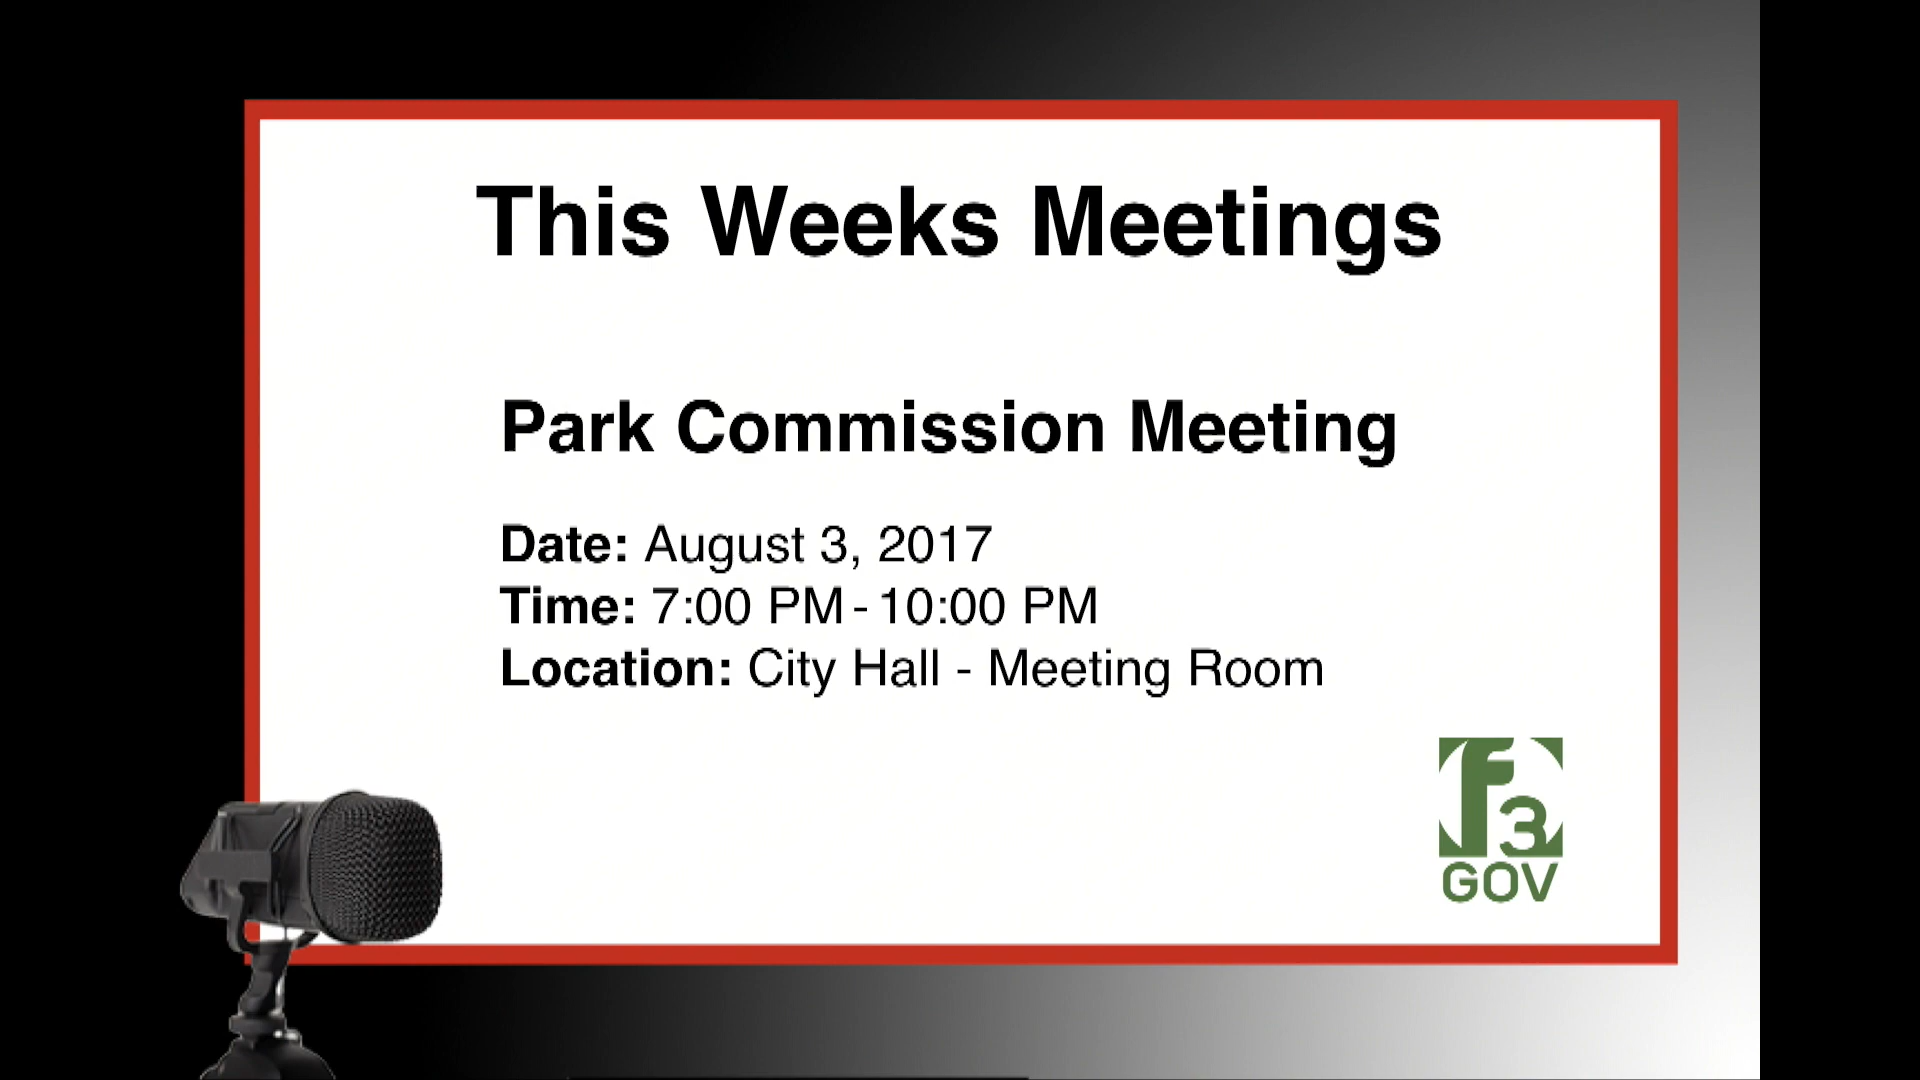 This Weeks Meetings
Park Commission Meeting
Date: August 3, 2017
Time: 7:00 PM - 10:00 PM
Location: City Hall - Meeting Room
f3
GOV